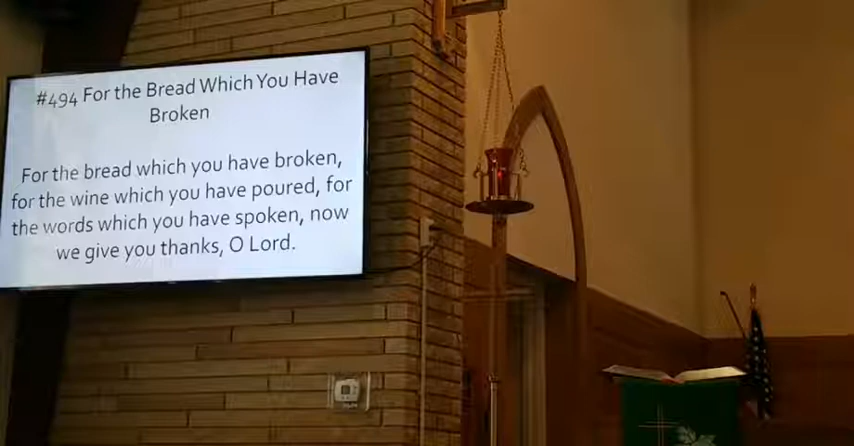 #494 For the Bread Which You Have
Broken
For the bread which you have broken,
for the wine which you have poured, for
the words which you have spoken, now
we give you thanks, O Lord.